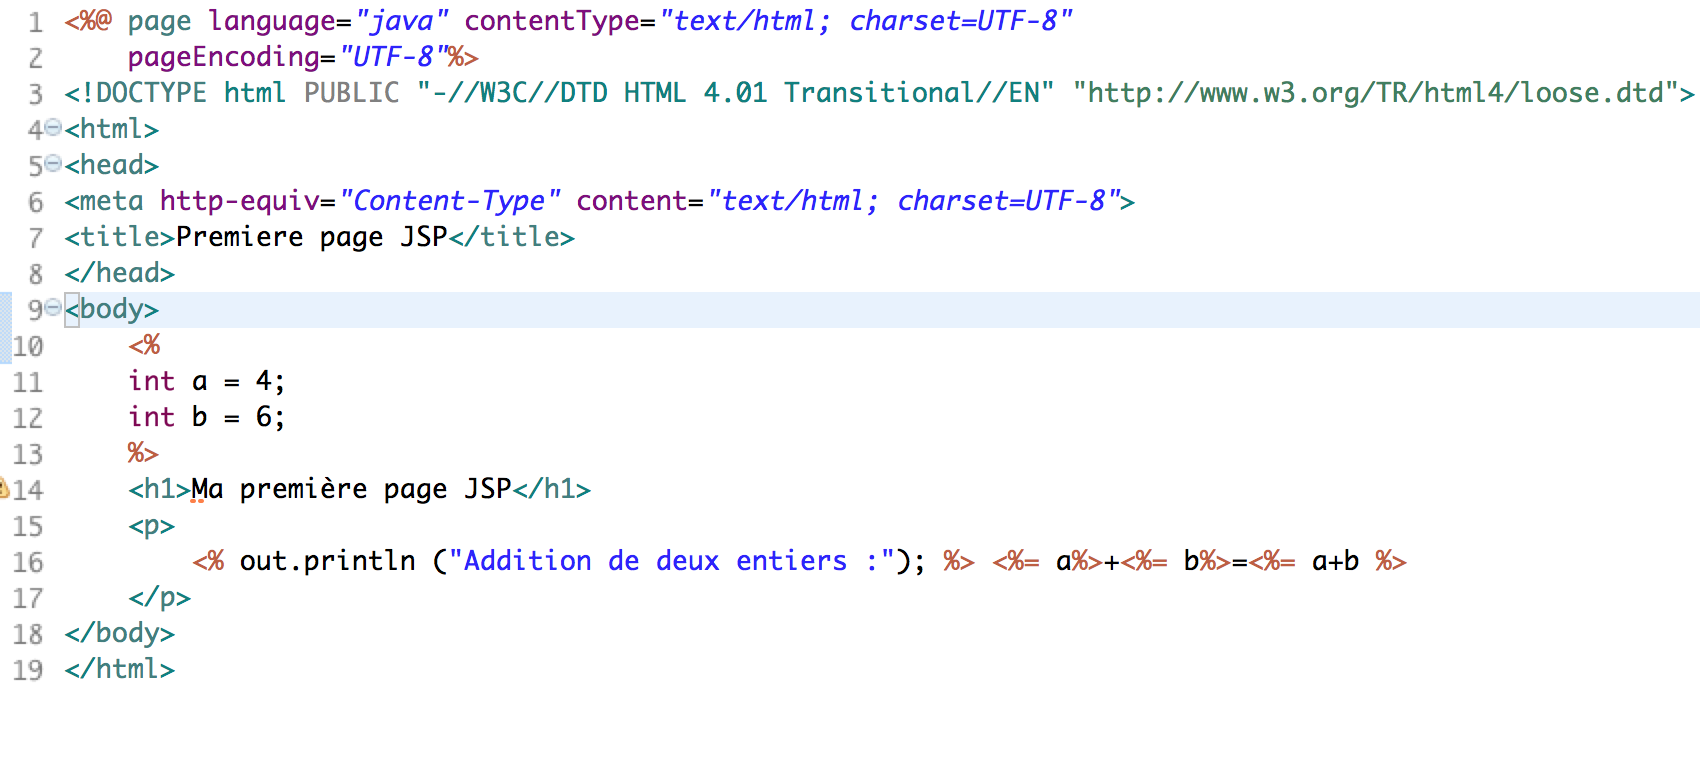 1 <%@ page language="java" contentType="text/html; charset=UTF-8"
2     pageEncoding="UTF-8"%>
3 <!DOCTYPE html PUBLIC "-//W3C//DTD HTML 4.01 Transitional//EN" "http://www.w3.org/TR/html4/loose.dtd">
4 <html>
5 <head>
6 <meta http-equiv="Content-Type" content="text/html; charset=UTF-8">
7 <title>Premiere page JSP</title>
8 </head>
9 <body>
10     <%
11     int a = 4;
12     int b = 6;
13     %>
14     <h1>Ma première page JSP</h1>
15     <p>
16         <% out.println ("Addition de deux entiers :"); %> <%= a%>+<%= b%>=<%= a+b %>
17     </p>
18 </body>
19 </html>